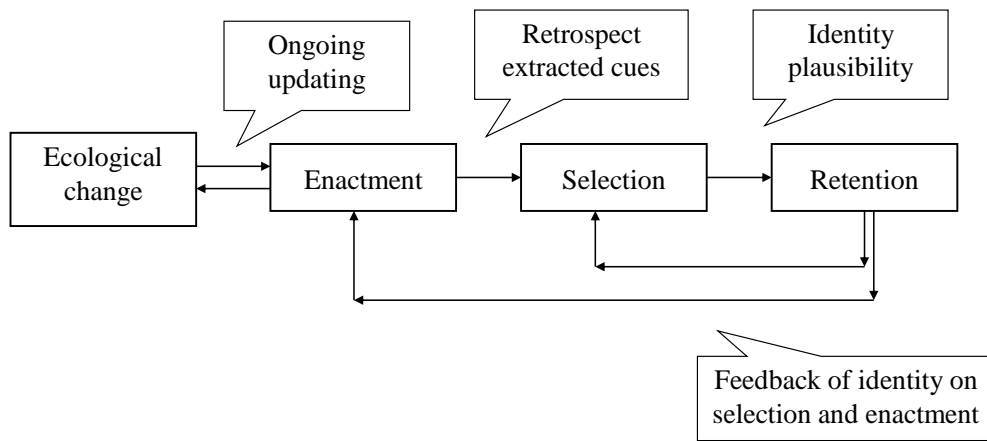 Ongoing
updating
Retrospect
extracted cues
Identity
plausibility
Ecological
change
Enactment
Selection
Retention
Feedback of identity on
selection and enactment